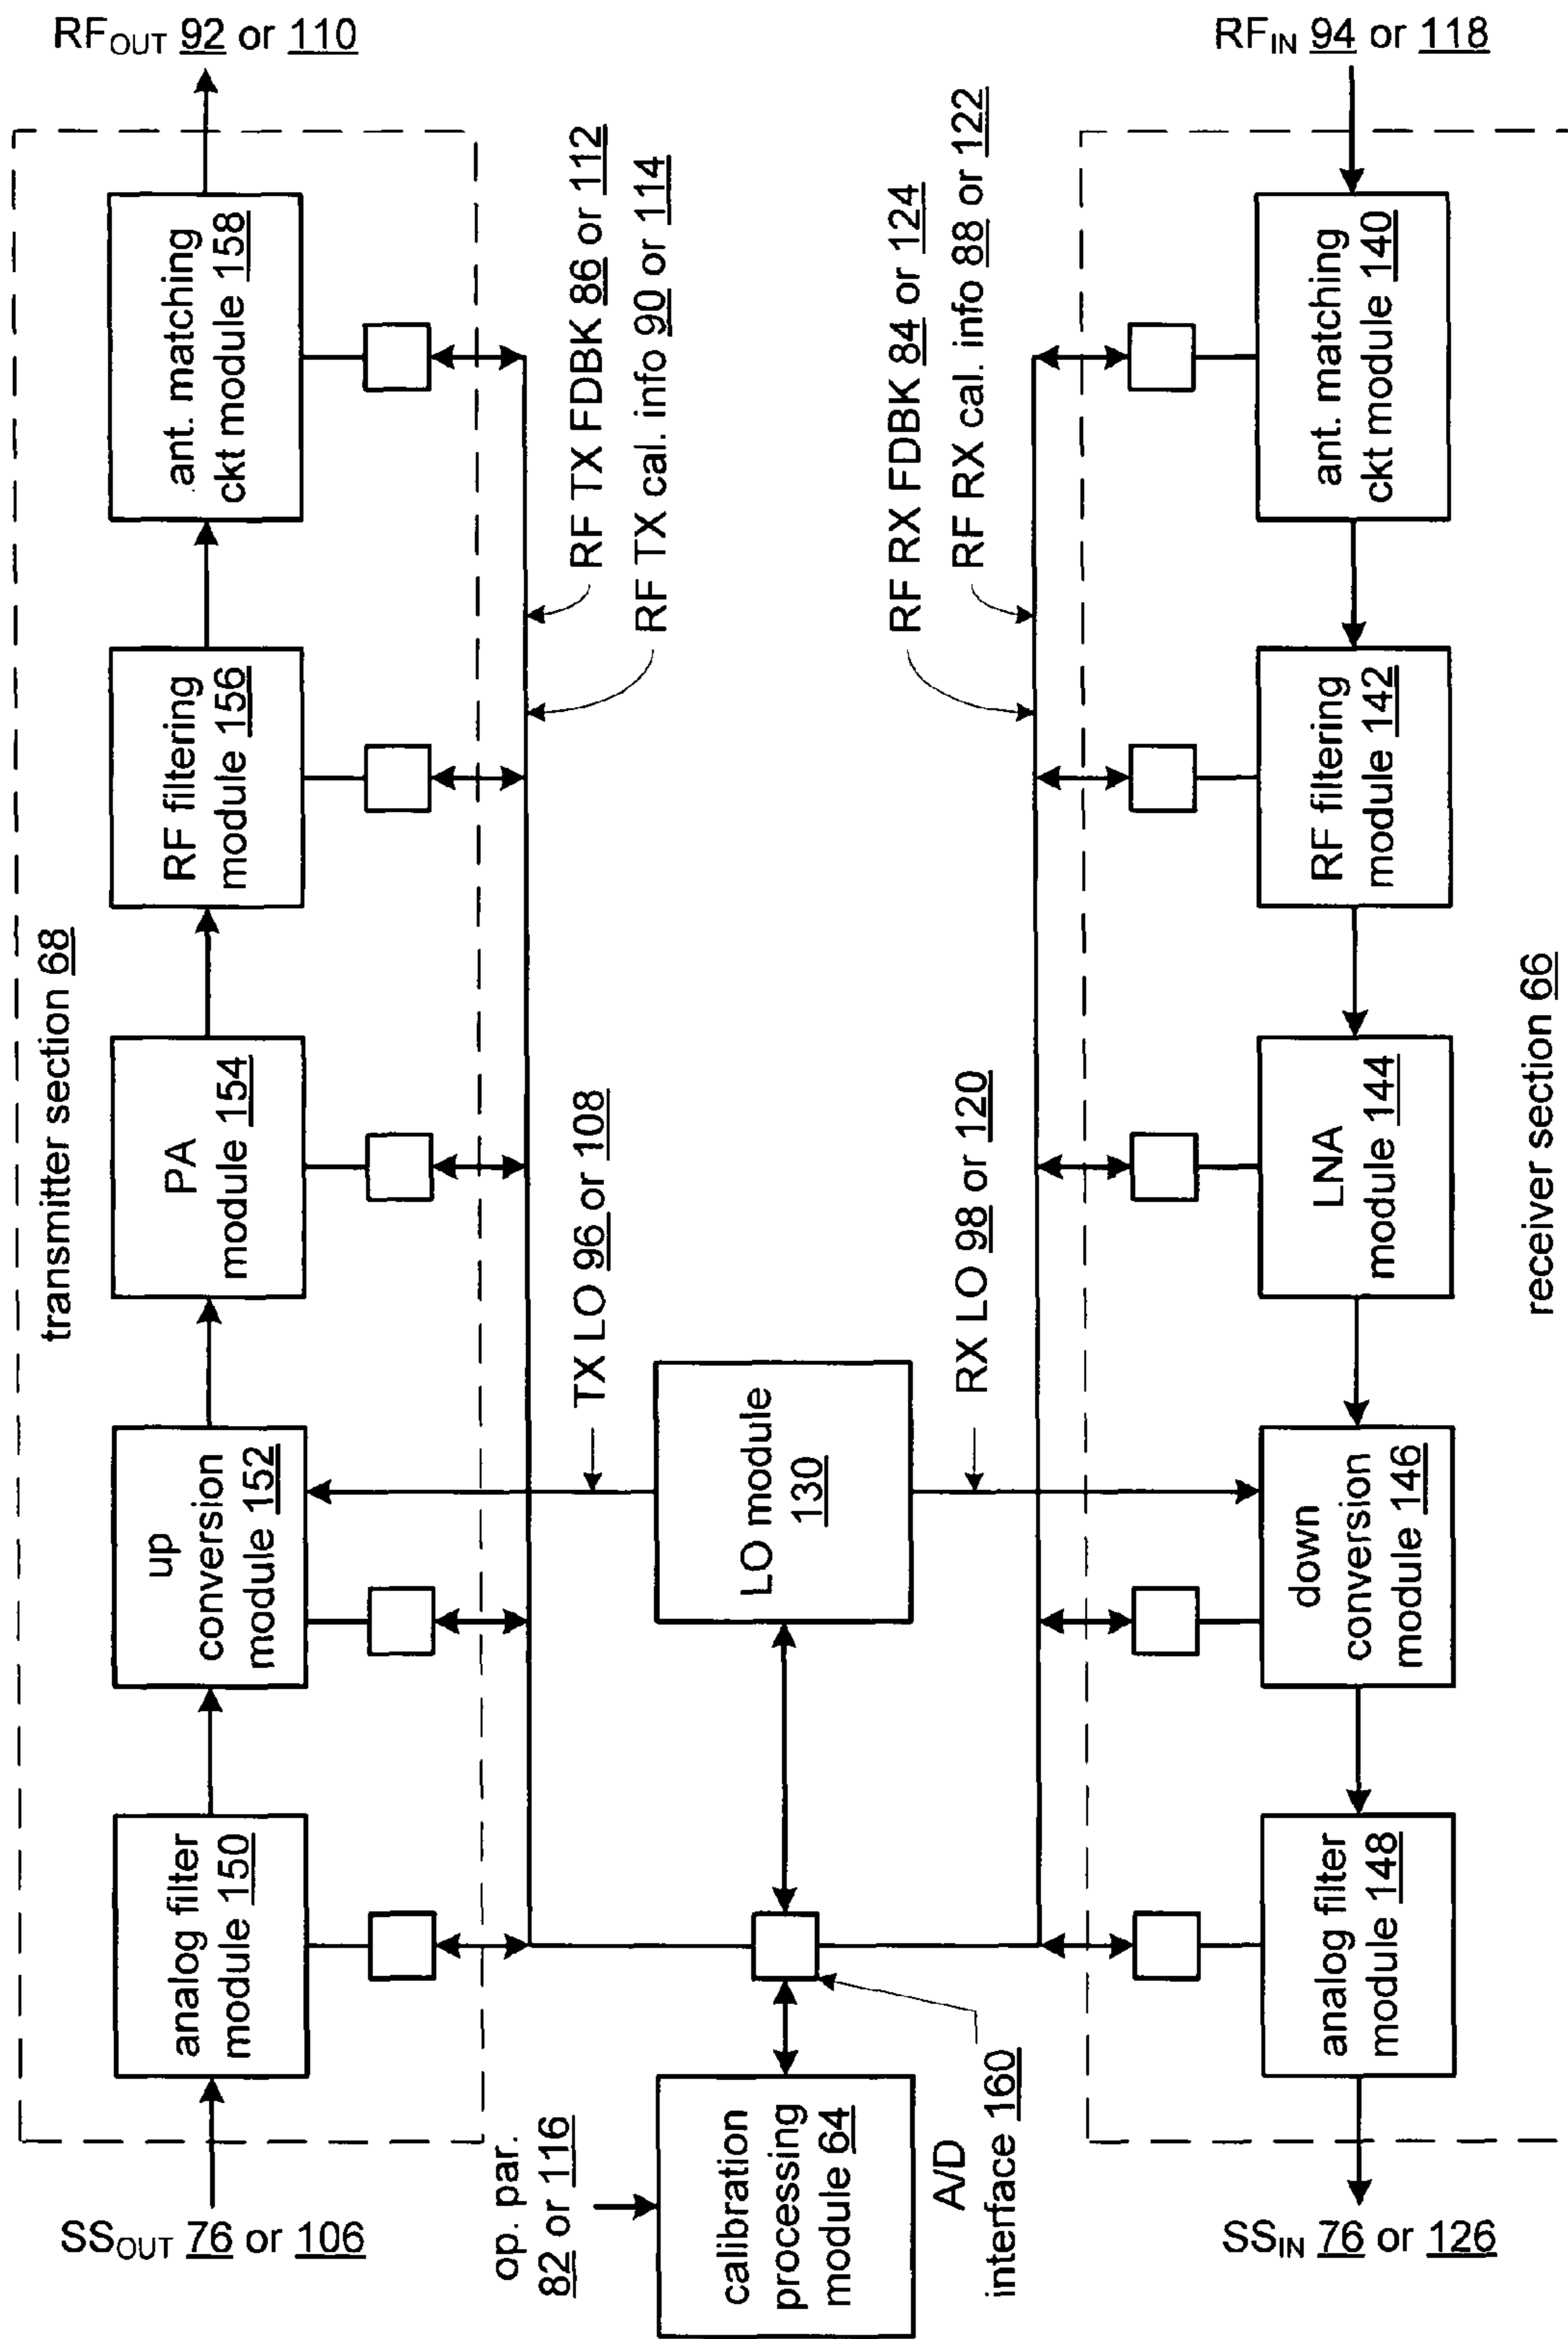 RFOUT 92 or 110
transmitter section 68
ant. matching
ckt module 158
RF filtering
module 156
PA
module 154
up
conversion
module 152
analog filter
module 150
SSOUT 76 or 106
RF TX FDBK 86 or 112
RF TX cal. info 90 or 114
TX LO 96 or 108
LO module
130
RX LO 98 or 120
RF RX FDBK 84 or 124
RF RX cal. info 88 or 122
op. par.
82 or 116
calibration
processing
module 64
A/D
interface 160
RFIN 94 or 118
ant. matching
ckt module 140
RF filtering
module 142
LNA
module 144
down
conversion
module 146
analog filter
module 148
SSIN 76 or 126
receiver section 66